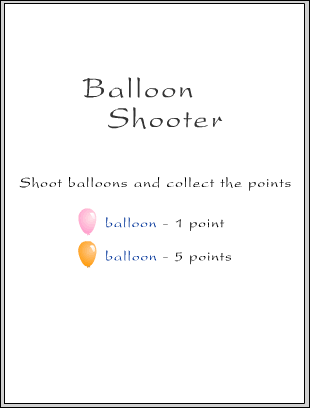 Balloon
Shooter
Shoot balloons and collect the points
balloon - 1 point
balloon - 5 points